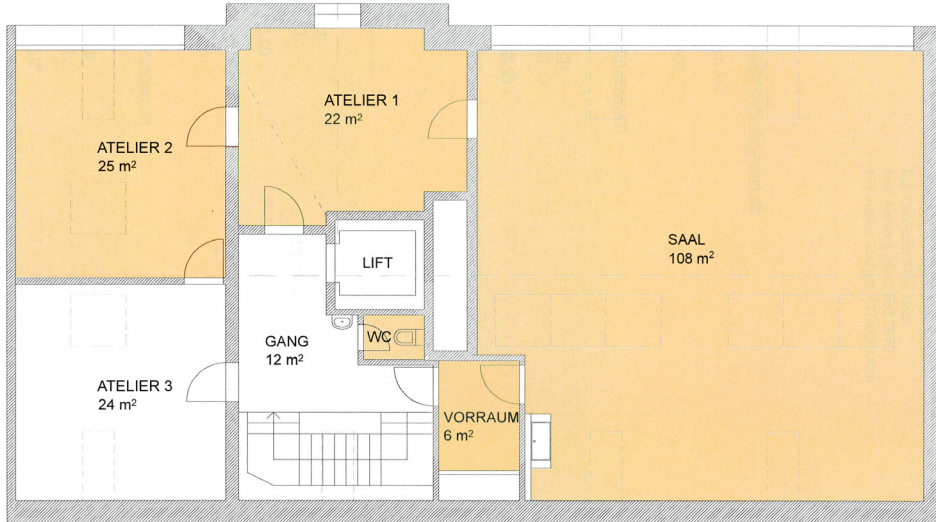 ATELIER 1
22 m²
ATELIER 2
25 m²
SAAL
108 m²
LIFT
WC
GANG
12 m²
ATELIER 3
24 m²
VORRAUM
6 m²